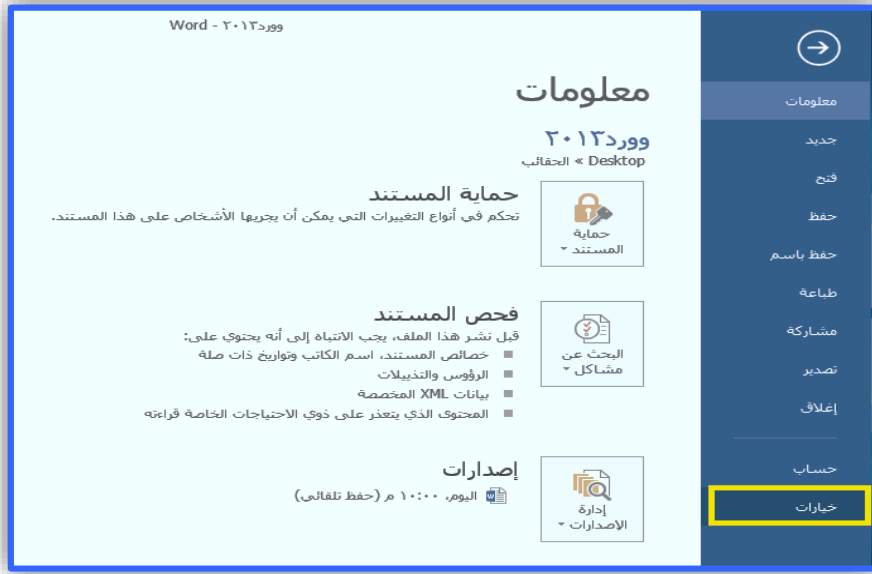 وورد٢٠١٣ - Word
معلومات
جديد
فتح
حفظ
حفظ باسم
طباعة
مشاركة
تصدير
إغلاق
حساب
خيارات
معلومات
وورد٢٠١٣
Desktop » الحقائب
حماية
المستند
حماية المستند
تحكم في أنواع التغييرات التي يمكن أن يجريها الأشخاص على هذا المستند.
البحث عن
مشاكل
فحص المستند
قبل نشر هذا الملف، يجب الانتباه إلى أنه يحتوي على:
خصائص المستند، اسم الكاتب وتواريخ ذات صلة
الرؤوس والتذييلات
بيانات XML المخصصة
المحتوى الذي يتعذر على ذوي الاحتياجات الخاصة قراءته
إدارة
الإصدارات
إصدارات
اليوم، ١٠:٠٠ م (حفظ تلقائي)